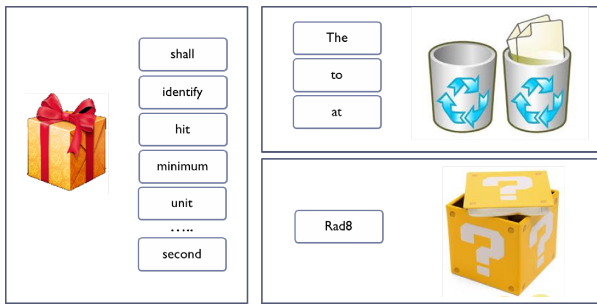 shall
identify
hit
minimum
unit
.....
second
The
to
at
Rad8
?
?
?